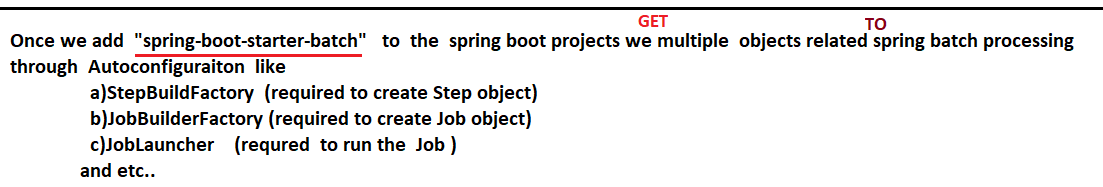 GET TO
Once we add "spring-boot-starter-batch" to the spring boot projects we multiple objects related spring batch processing
through Autoconfiguraiton like
a)StepBuildFactory (required to create Step object)
b)JobBuilderFactory (required to create Job object)
c)JobLauncher (requred to run the Job )
and etc..